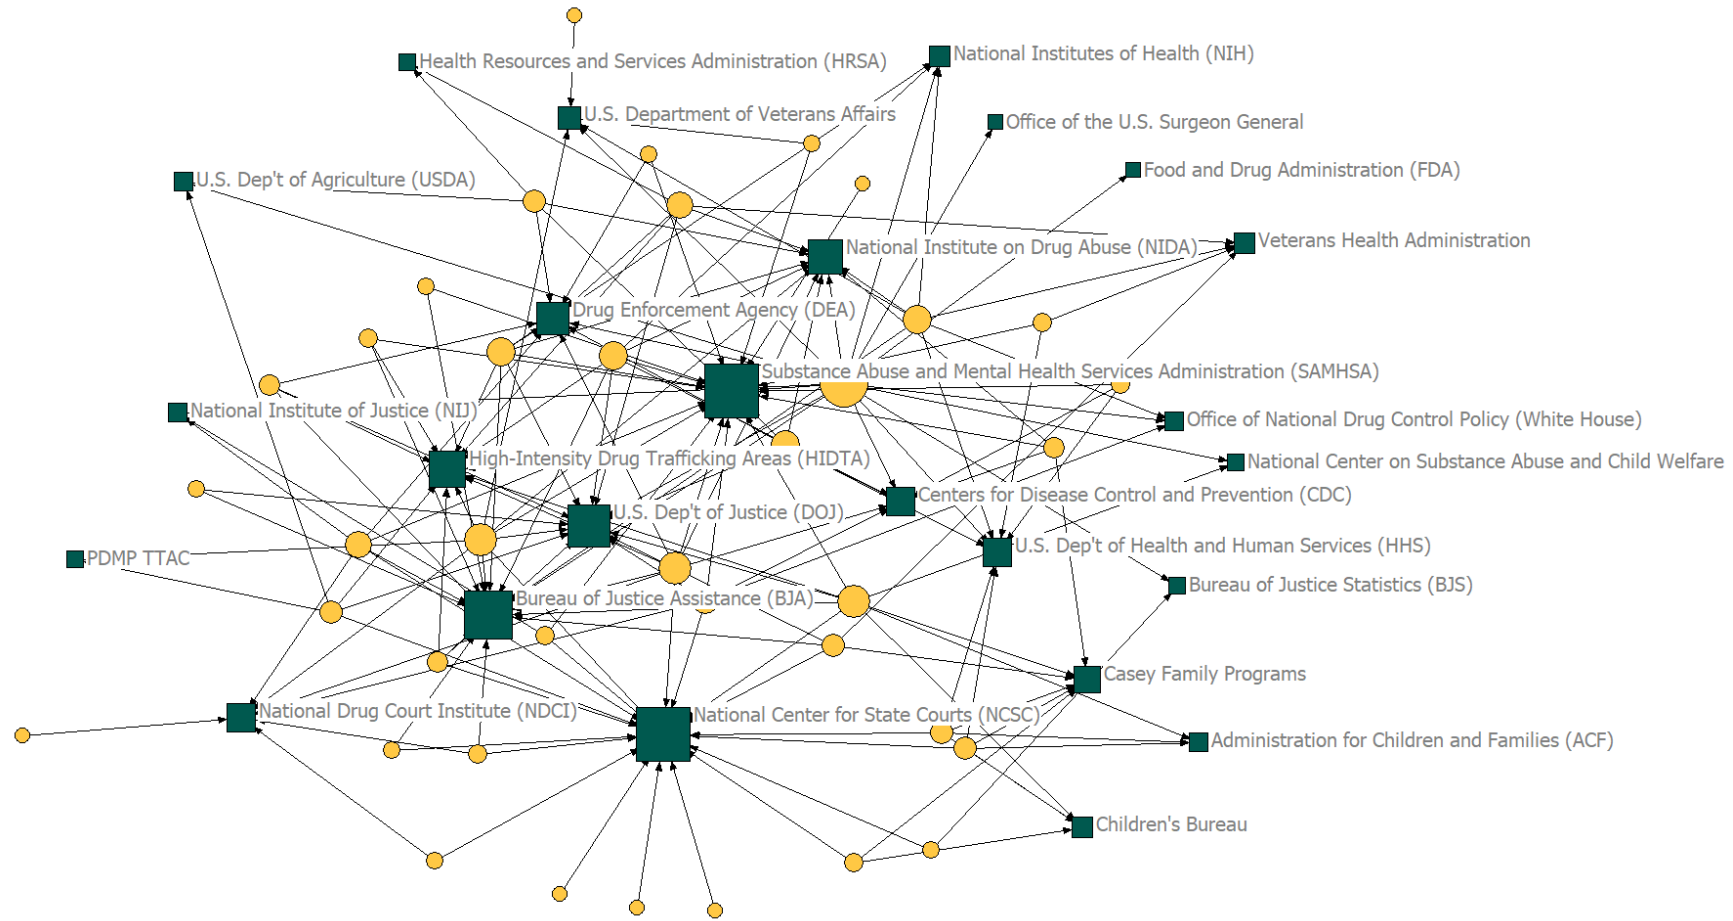 National Institutes of Health (NIH)
Health Resources and Services Administration (HRSA)
U.S. Department of Veterans Affairs
Office of the U.S. Surgeon General
Food and Drug Administration (FDA)
U.S. Dep't of Agriculture (USDA)
Veterans Health Administration
National Institute on Drug Abuse (NIDA)
Drug Enforcement Agency (DEA)
Substance Abuse and Mental Health Services Administration (SAMHSA)
National Institute of Justice (NIJ)
Office of National Drug Control Policy (White House)
High-Intensity Drug Trafficking Areas (HIDTA)
National Center on Substance Abuse and Child Welfare
Centers for Disease Control and Prevention (CDC)
U.S. Dep't of Justice (DOJ)
U.S. Dep't of Health and Human Services (HHS)
PDMP TTAC
Bureau of Justice Statistics (BJS)
Bureau of Justice Assistance (BJA)
Casey Family Programs
National Drug Court Institute (NDCI)
National Center for State Courts (NCSC)
Administration for Children and Families (ACF)
Children's Bureau